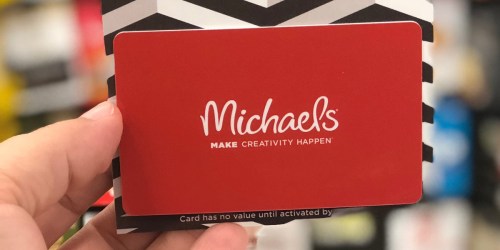 Michaels
MAKE CREATIVITY HAPPEN
Card has no value until activated by